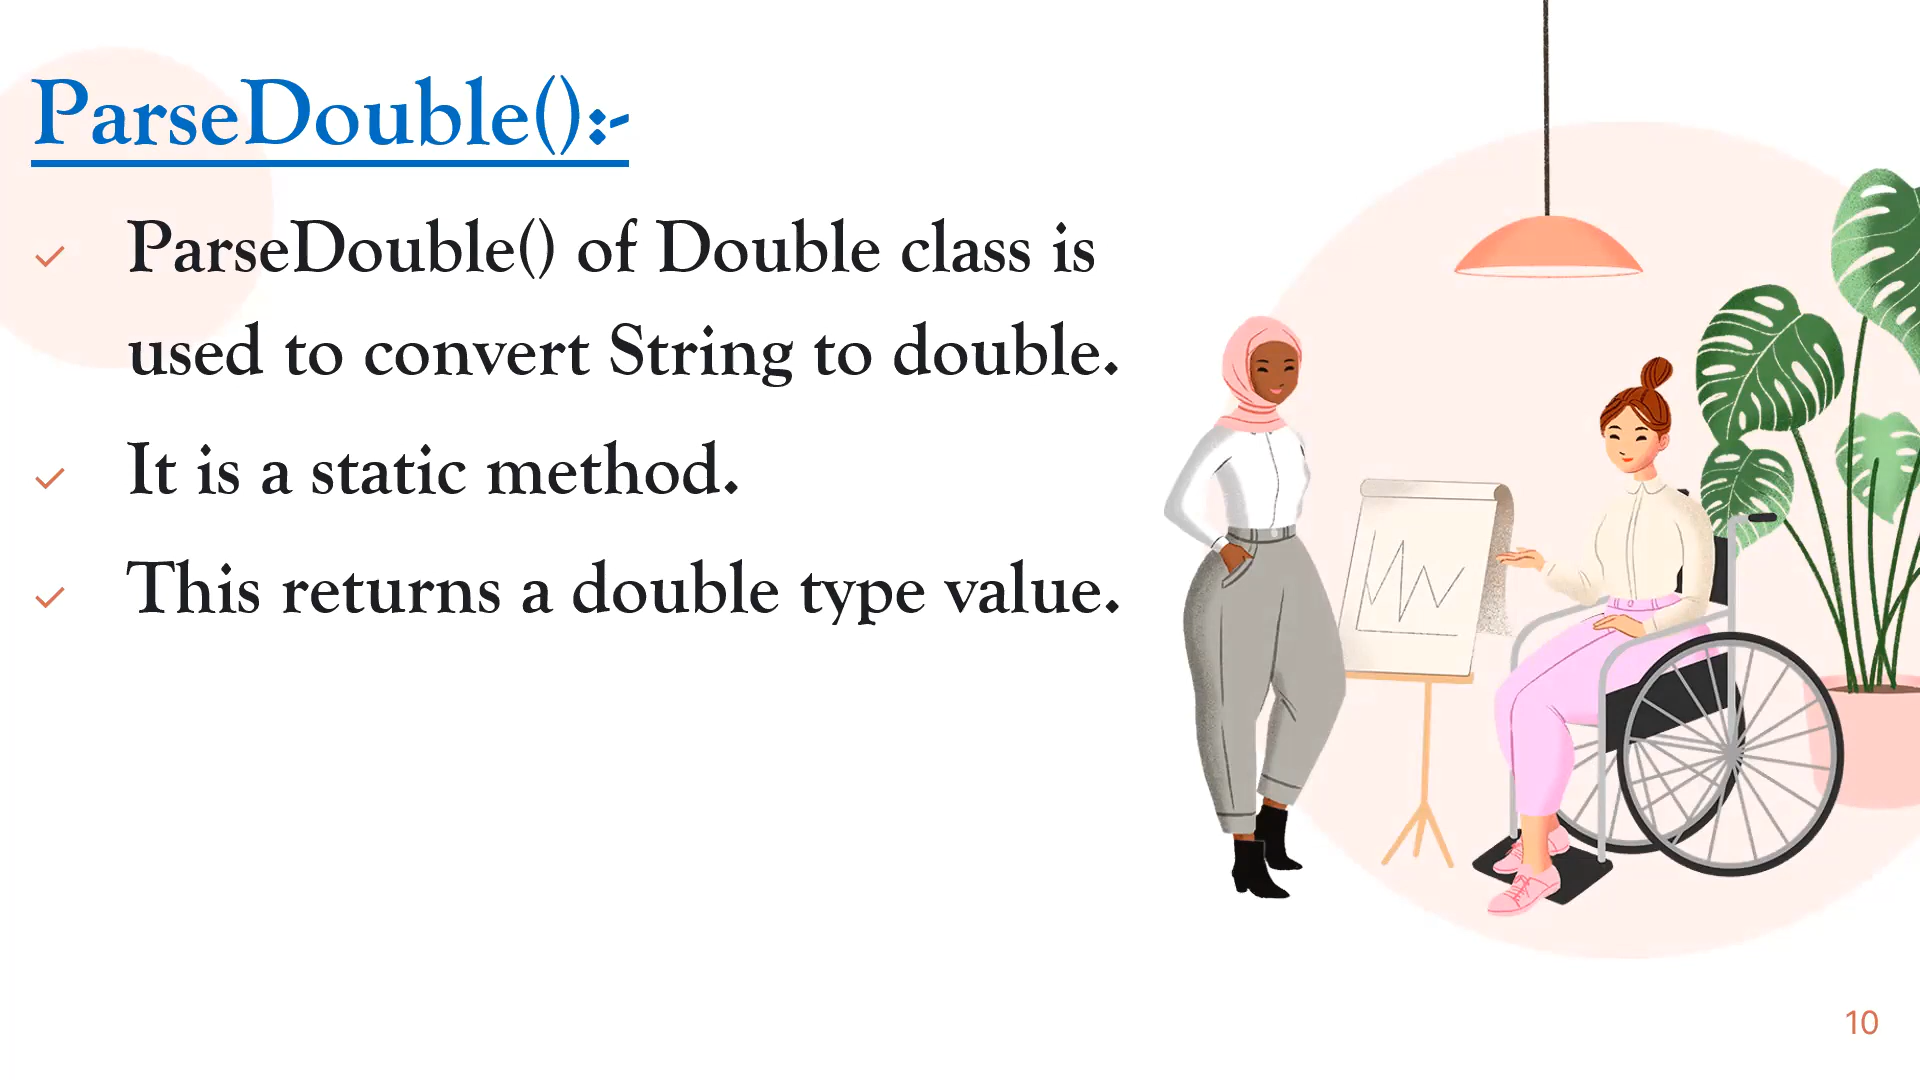 ParseDouble():-
ParseDouble() of Double class is
used to convert String to double.
It is a static method.
This returns a double type value.
10